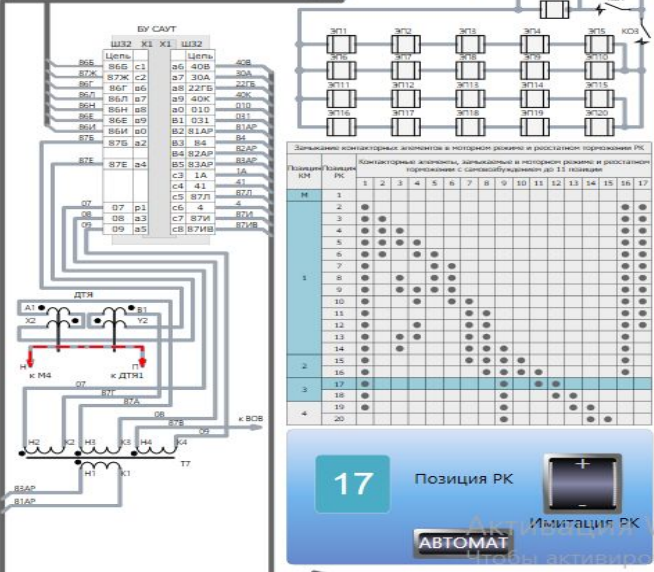 КОЗ
БУ САУТ
Ш32 Х1 Х1 Ш32
Цепь Цепь
86Б 86Б с1 а6 40В 40В
87Ж 87Ж с2 а7 30А 30А
86Г 86Г в6 а8 22ГБ 22ГБ
86Л 86Л в7 а9 40К 40К
86Н 86Н в8 а0 010 010
86Е 86Е в9 В1 031 031
86И 86И в0 В2 81АР 81АР
87Б 87Б а2 В3 84 84
В4 82АР 82АР
87Е 87Е а4 В5 83АР 83АР
с3 1А 1А
с4 41 41
с5 87Л 87Л
07 07 р1 с6 4 4
08 08 а3 с7 87И 87И
09 09 а5 с8 87ИВ 87ИВ
ЭП1 ЭП2 ЭП3 ЭП4 ЭП5
ЭП6 ЭП7 ЭП8 ЭП9 ЭП10
ЭП11 ЭП12 ЭП13 ЭП14 ЭП15
ЭП16 ЭП17 ЭП18 ЭП19 ЭП20
Замыкание контакторных элементов в моторном режиме и реостатном торможении РК
Позиция КМ
Позиция РК
Контакторные элементы, замыкаемые в моторном режиме и реостатном торможении с самовозбуждением до 11 позиции
1 2 3 4 5 6 7 8 9 10 11 12 13 14 15 16 17
М 1
2
3
4
5
6
7
1 8
9
10
11
12
13
14
2 15
16
3 17
18
4 19
20
ДТЯ
А1 В1
Х2 У2
Н П
к М4 к ДТЯ1
07
87Г
87А
08
87В
09
к ВОВ
Н2 К2 Н3 К3 Н4 К4
Т7
Н1 К1
83АР
81АР
17
Позиция РК
+
−
Имитация РК
АВТОМАТ
Активация
Чтобы активиро